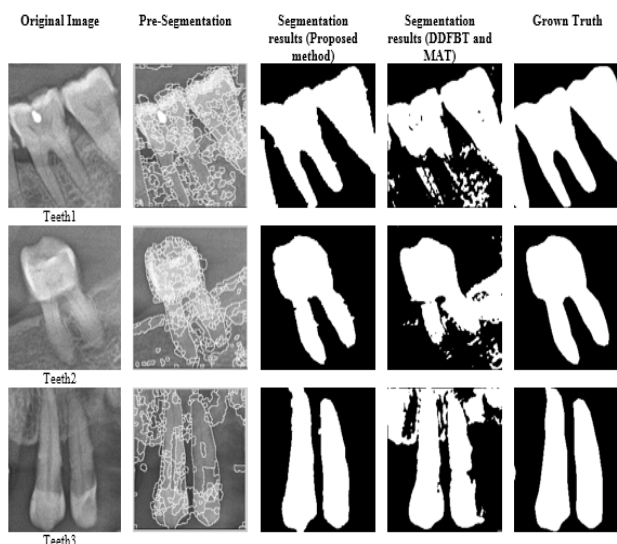 Original Image
Pre-Segmentation
Segmentation
results (Proposed
method)
Segmentation
results (DDFBT and
MAT)
Grown Truth
Teeth1
Teeth2
Teeth3